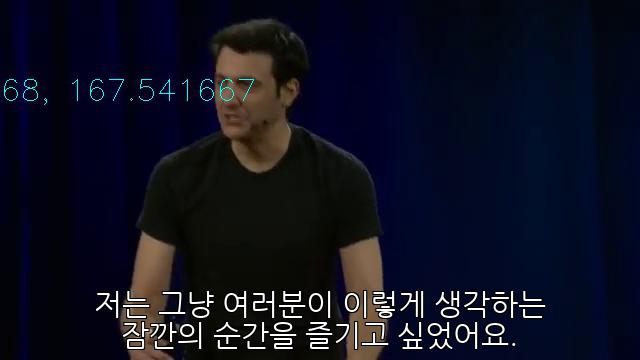 68, 167.541667
저는 그냥 여러분이 이렇게 생각하는
잠깐의 순간을 즐기고 싶었어요.